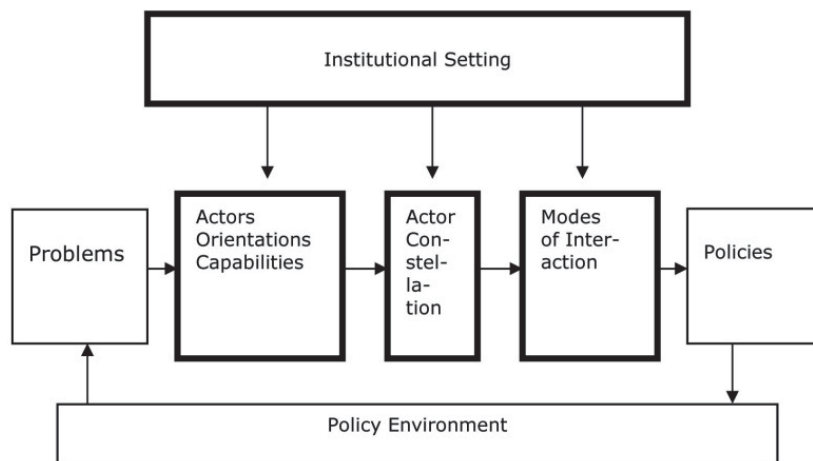 Institutional Setting
Problems
Actors
Orientations
Capabilities
Actor
Con-
stel-
la-
tion
Modes
of Inter-
action
Policies
Policy Environment